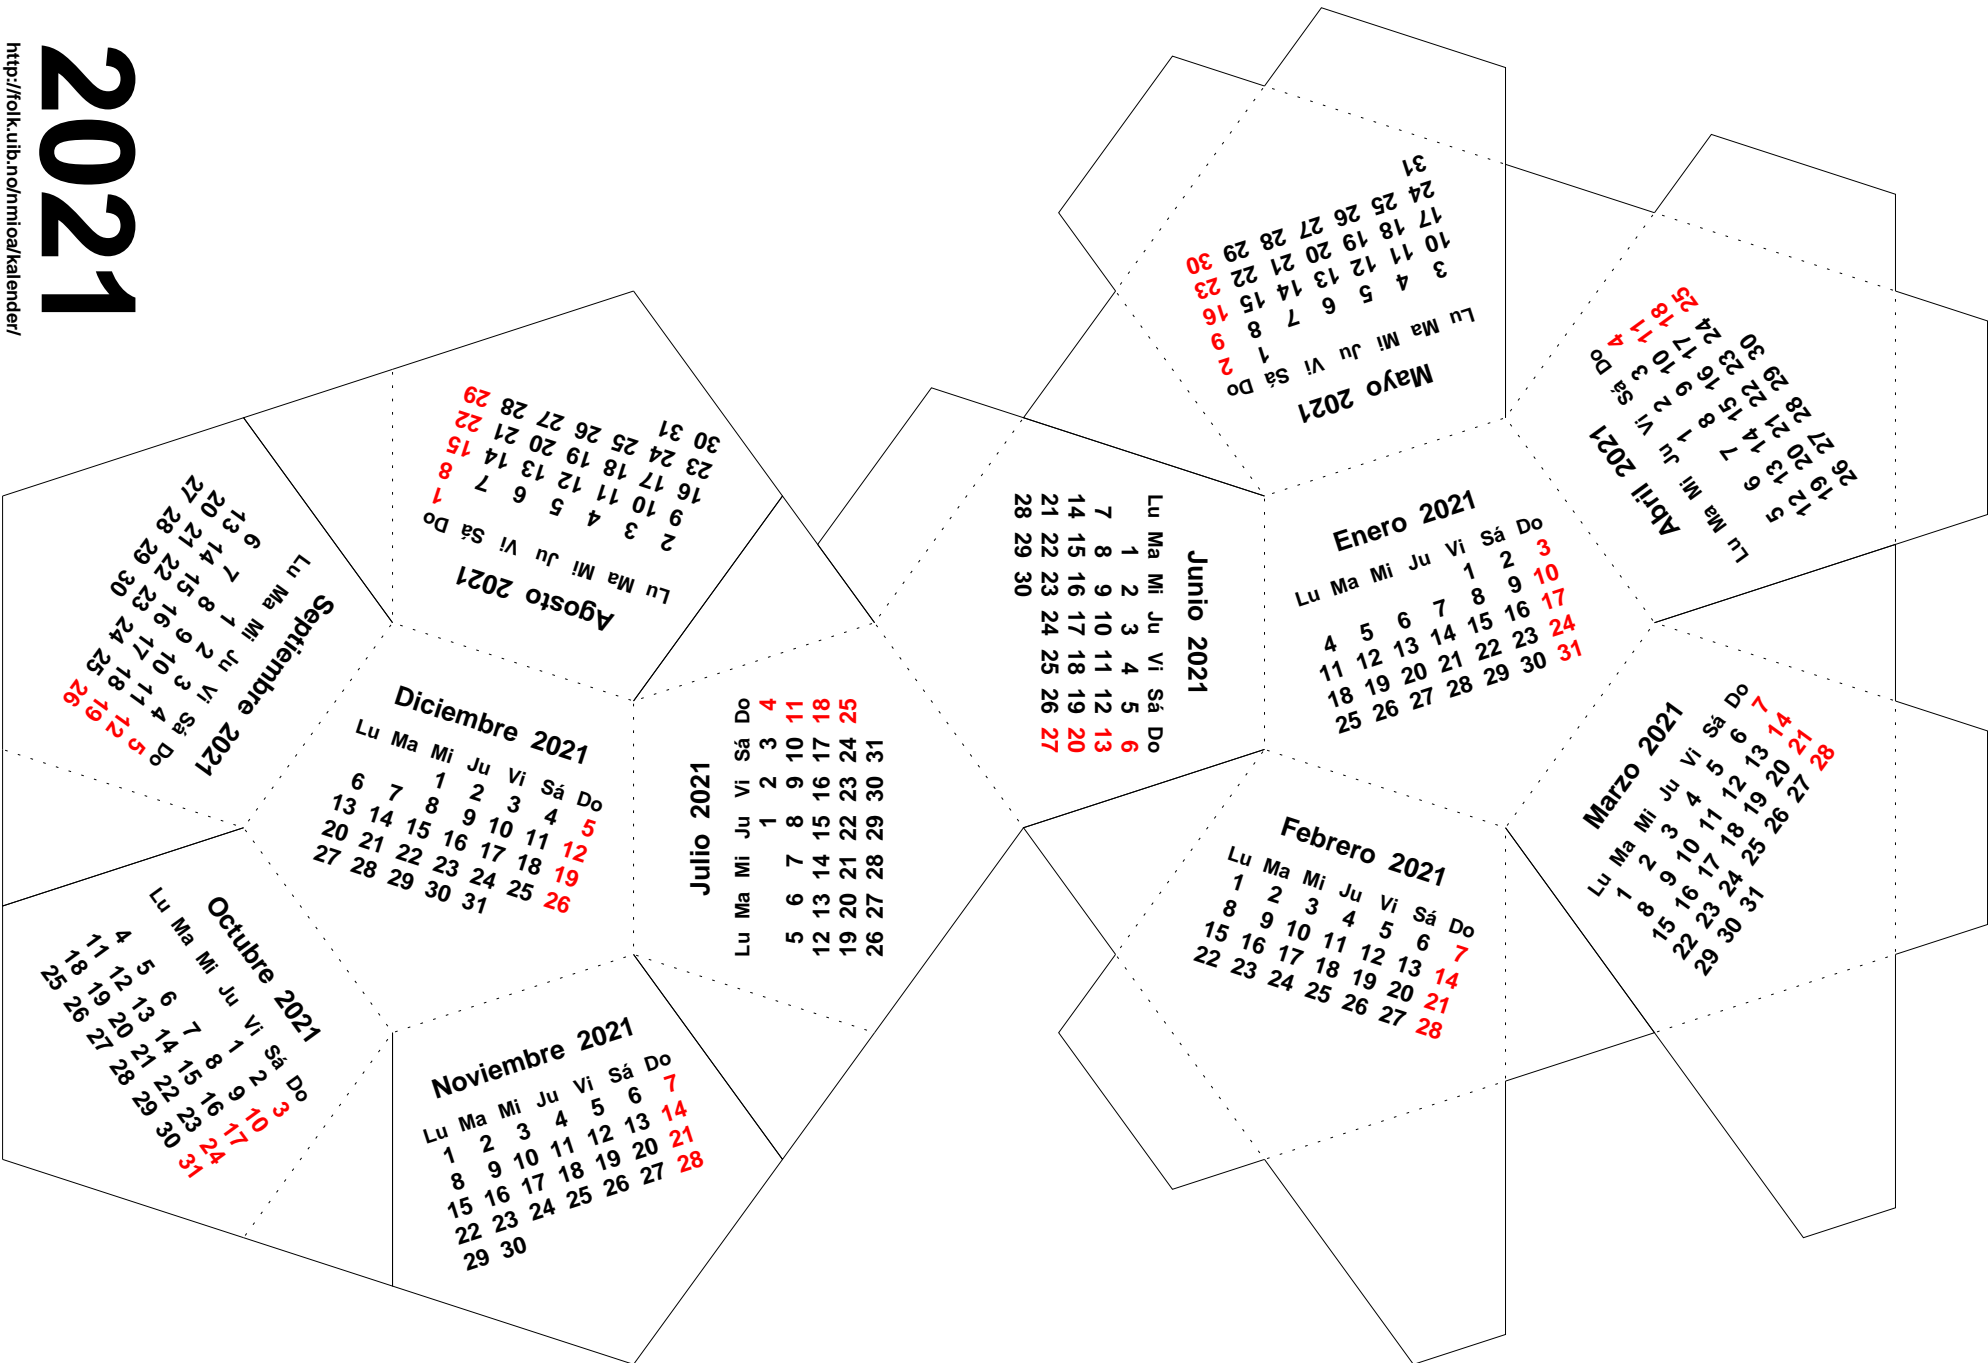 2021
http://folk.uib.no/nmioa/kalender/
Enero 2021
Lu Ma Mi Ju Vi Sá Do
1 2 3
4 5 6 7 8 9 10
11 12 13 14 15 16 17
18 19 20 21 22 23 24
25 26 27 28 29 30 31
Febrero 2021
Lu Ma Mi Ju Vi Sá Do
1 2 3 4 5 6 7
8 9 10 11 12 13 14
15 16 17 18 19 20 21
22 23 24 25 26 27 28
Marzo 2021
Lu Ma Mi Ju Vi Sá Do
1 2 3 4 5 6 7
8 9 10 11 12 13 14
15 16 17 18 19 20 21
22 23 24 25 26 27 28
29 30 31
Abril 2021
Lu Ma Mi Ju Vi Sá Do
1 2 3 4
5 6 7 8 9 10 11
12 13 14 15 16 17 18
19 20 21 22 23 24 25
26 27 28 29 30
Mayo 2021
Lu Ma Mi Ju Vi Sá Do
1 2
3 4 5 6 7 8 9
10 11 12 13 14 15 16
17 18 19 20 21 22 23
24 25 26 27 28 29 30
31
Junio 2021
Lu Ma Mi Ju Vi Sá Do
1 2 3 4 5 6
7 8 9 10 11 12 13
14 15 16 17 18 19 20
21 22 23 24 25 26 27
28 29 30
Julio 2021
Lu Ma Mi Ju Vi Sá Do
1 2 3 4
5 6 7 8 9 10 11
12 13 14 15 16 17 18
19 20 21 22 23 24 25
26 27 28 29 30 31
Agosto 2021
Lu Ma Mi Ju Vi Sá Do
1
2 3 4 5 6 7 8
9 10 11 12 13 14 15
16 17 18 19 20 21 22
23 24 25 26 27 28 29
30 31
Septiembre 2021
Lu Ma Mi Ju Vi Sá Do
1 2 3 4 5
6 7 8 9 10 11 12
13 14 15 16 17 18 19
20 21 22 23 24 25 26
27 28 29 30
Octubre 2021
Lu Ma Mi Ju Vi Sá Do
1 2 3
4 5 6 7 8 9 10
11 12 13 14 15 16 17
18 19 20 21 22 23 24
25 26 27 28 29 30 31
Noviembre 2021
Lu Ma Mi Ju Vi Sá Do
1 2 3 4 5 6 7
8 9 10 11 12 13 14
15 16 17 18 19 20 21
22 23 24 25 26 27 28
29 30
Diciembre 2021
Lu Ma Mi Ju Vi Sá Do
1 2 3 4 5
6 7 8 9 10 11 12
13 14 15 16 17 18 19
20 21 22 23 24 25 26
27 28 29 30 31